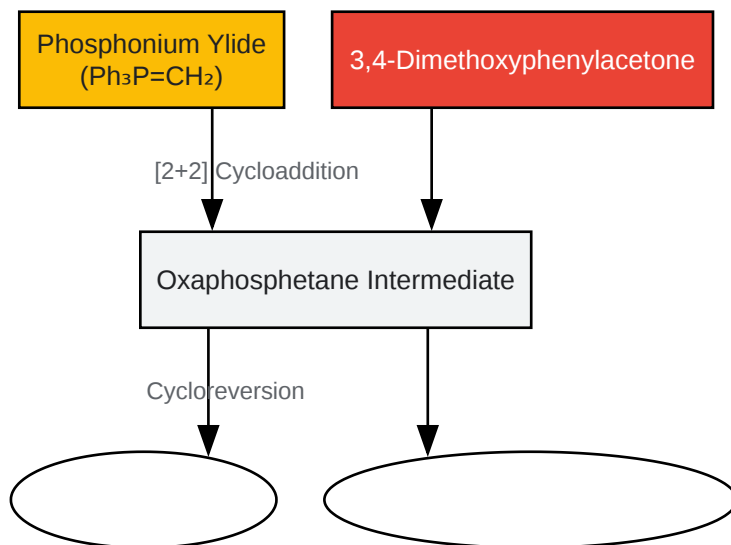 Phosphonium Ylide
(Ph₃P=CH₂)
3,4-Dimethoxyphenylacetone
[2+2] Cycloaddition
Oxaphosphetane Intermediate
Cycloreversion